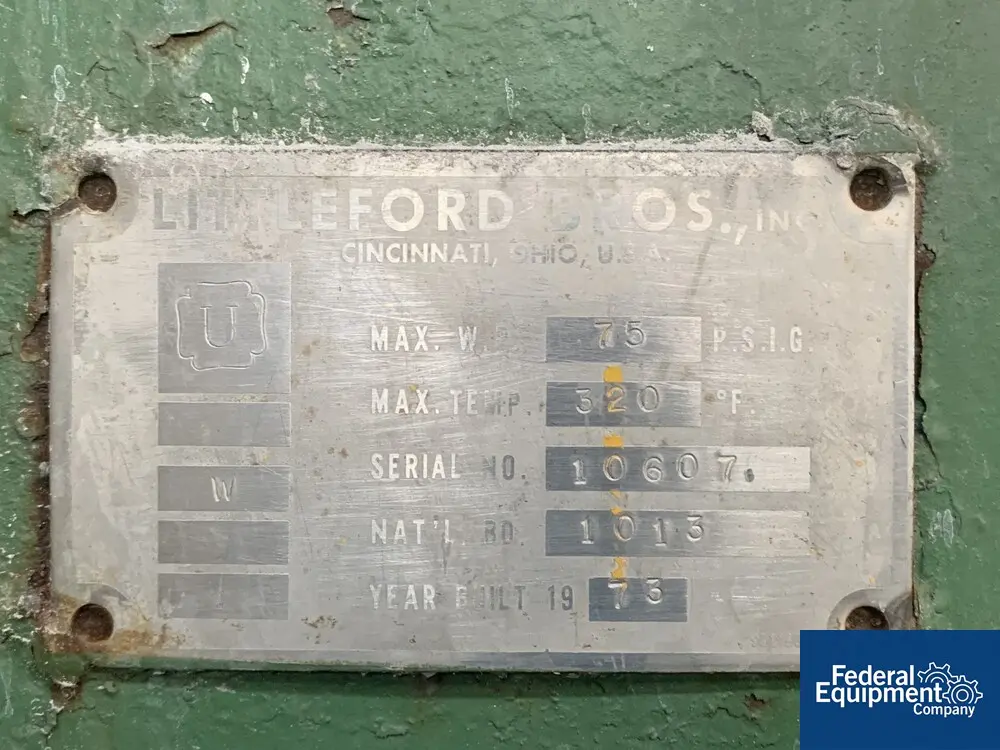 LITTLEFORD BROS., INC
CINCINNATI, OHIO, U.S.A.
U
MAX. W.P. 75 P.S.I.G.
MAX. TEMP. 320 °F.
W
SERIAL NO. 10607.
NAT'L. BD. 1013
YEAR BUILT 19 73
Federal
Equipment
Company